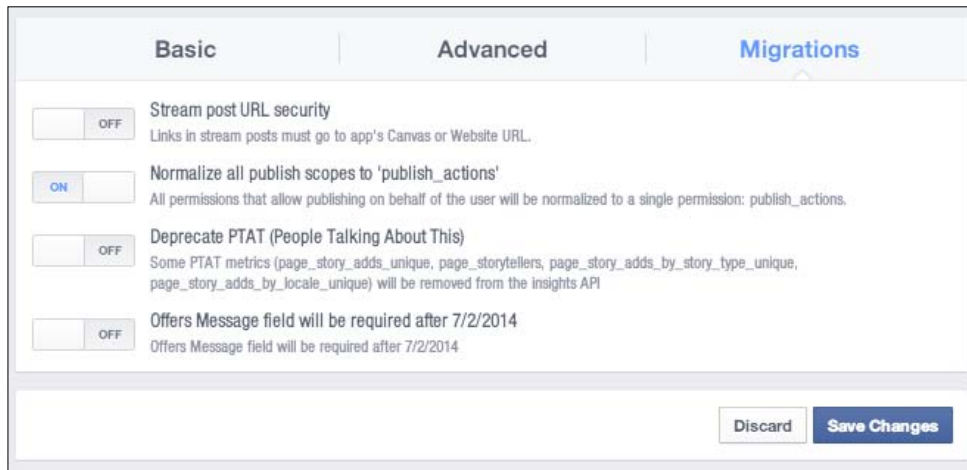 Basic Advanced Migrations
OFF Stream post URL security
Links in stream posts must go to app's Canvas or Website URL.
ON Normalize all publish scopes to 'publish_actions'
All permissions that allow publishing on behalf of the user will be normalized to a single permission: publish_actions.
OFF Deprecate PTAT (People Talking About This)
Some PTAT metrics (page_story_adds_unique, page_storytellers, page_story_adds_by_story_type_unique,
page_story_adds_by_locale_unique) will be removed from the insights API
OFF Offers Message field will be required after 7/2/2014
Offers Message field will be required after 7/2/2014
Discard Save Changes